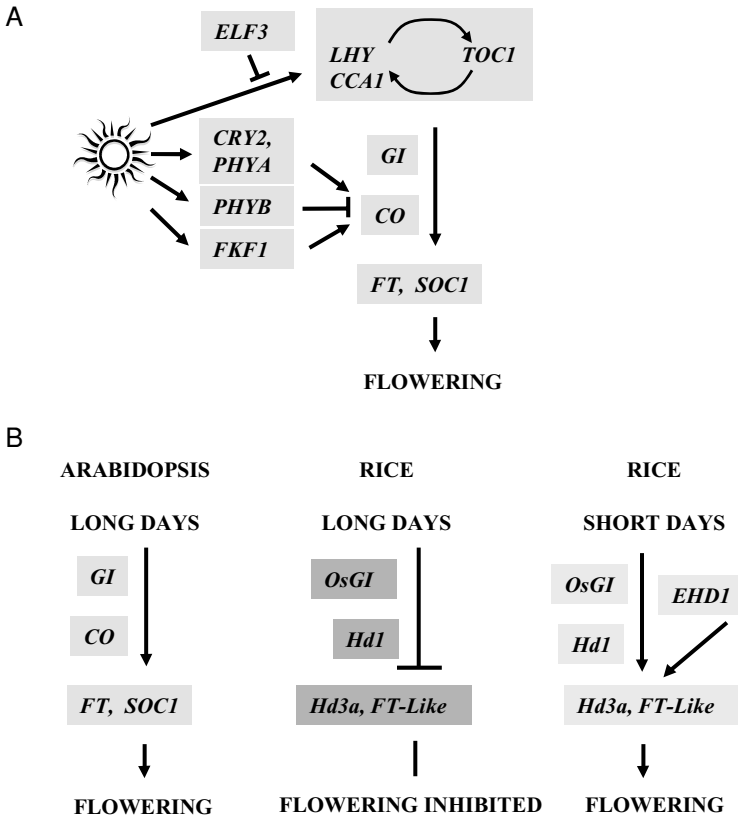 A
ELF3
LHY
TOC1
CCA1
CRY2,
PHYA
GI
PHYB
CO
FKF1
FT, SOC1
FLOWERING
B
ARABIDOPSIS
RICE
RICE
LONG DAYS
LONG DAYS
SHORT DAYS
GI
OsGI
OsGI
EHD1
CO
Hd1
Hd1
FT, SOC1
Hd3a, FT-Like
Hd3a, FT-Like
FLOWERING
FLOWERING INHIBITED
FLOWERING